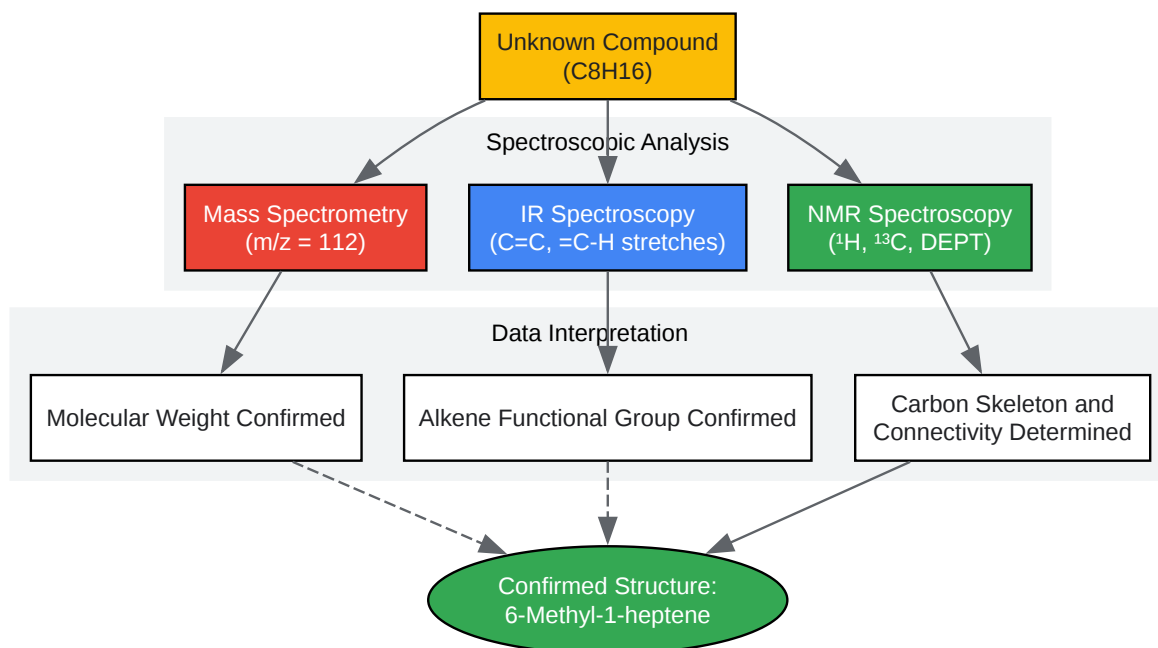 Unknown Compound
(C8H16)
Spectroscopic Analysis
Mass Spectrometry
(m/z = 112)
IR Spectroscopy
(C=C, =C-H stretches)
NMR Spectroscopy
(¹H, ¹³C, DEPT)
Data Interpretation
Molecular Weight Confirmed
Alkene Functional Group Confirmed
Carbon Skeleton and
Connectivity Determined
Confirmed Structure:
6-Methyl-1-heptene